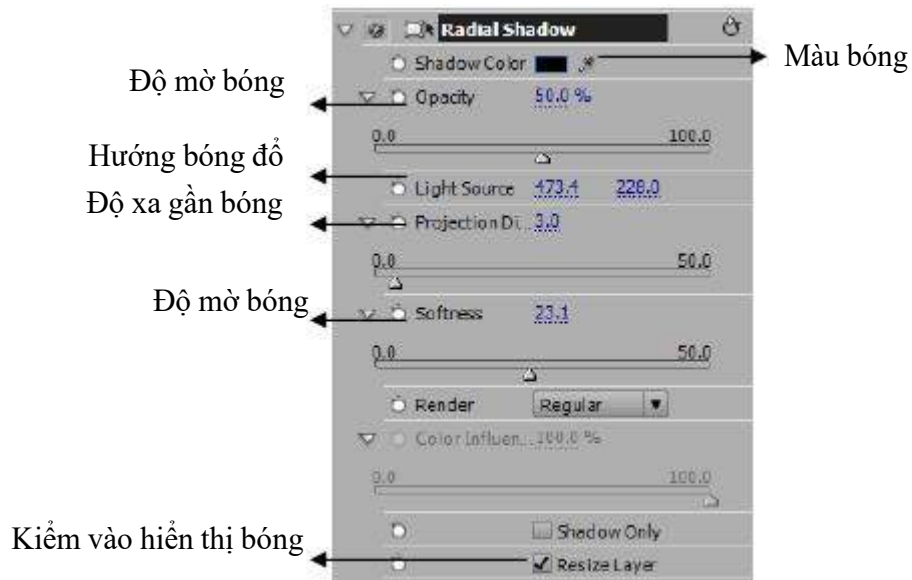 Radial Shadow
Shadow Color
Màu bóng
Độ mờ bóng
Opacity 50.0 %
0.0 100.0
Hướng bóng đổ
Light Source 473.4 228.0
Độ xa gần bóng
Projection Di... 3.0
0.0 50.0
Độ mờ bóng
Softness 23.1
0.0 50.0
Render Regular
Color Influen... 100.0 %
0.0 100.0
Shadow Only
Kiểm vào hiển thị bóng
Resize Layer